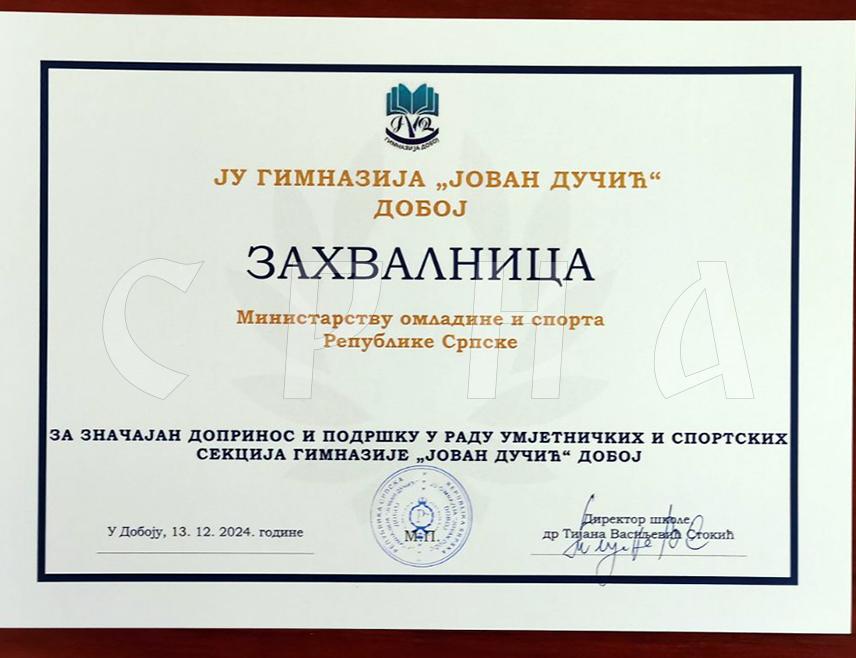 ГИМНАЗИЈА ДОБОЈ
ЈУ ГИМНАЗИЈА „ЈОВАН ДУЧИЋ“
ДОБОЈ
ЗАХВАЛНИЦА
СРНА
Министарству омладине и спорта
Републике Српске
ЗА ЗНАЧАЈАН ДОПРИНОС И ПОДРШКУ У РАДУ УМЈЕТНИЧКИХ И СПОРТСКИХ
СЕКЦИЈА ГИМНАЗИЈЕ „ЈОВАН ДУЧИЋ“ ДОБОЈ
У Добоју, 13. 12. 2024. године
М.П.
Директор школе
др Тијана Васиљевић Стокић